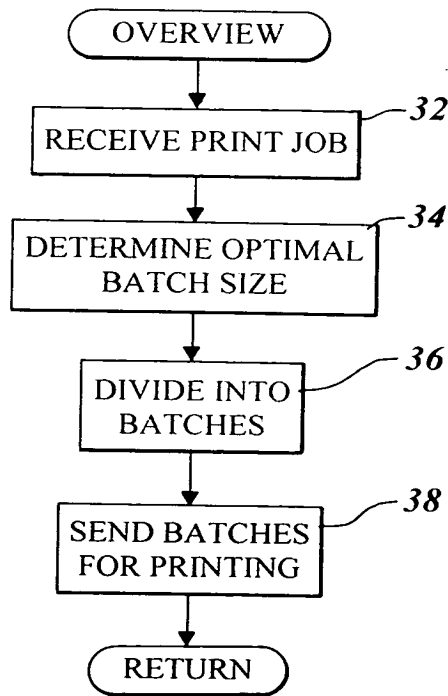 OVERVIEW
32
RECEIVE PRINT JOB
34
DETERMINE OPTIMAL
BATCH SIZE
36
DIVIDE INTO
BATCHES
38
SEND BATCHES
FOR PRINTING
RETURN